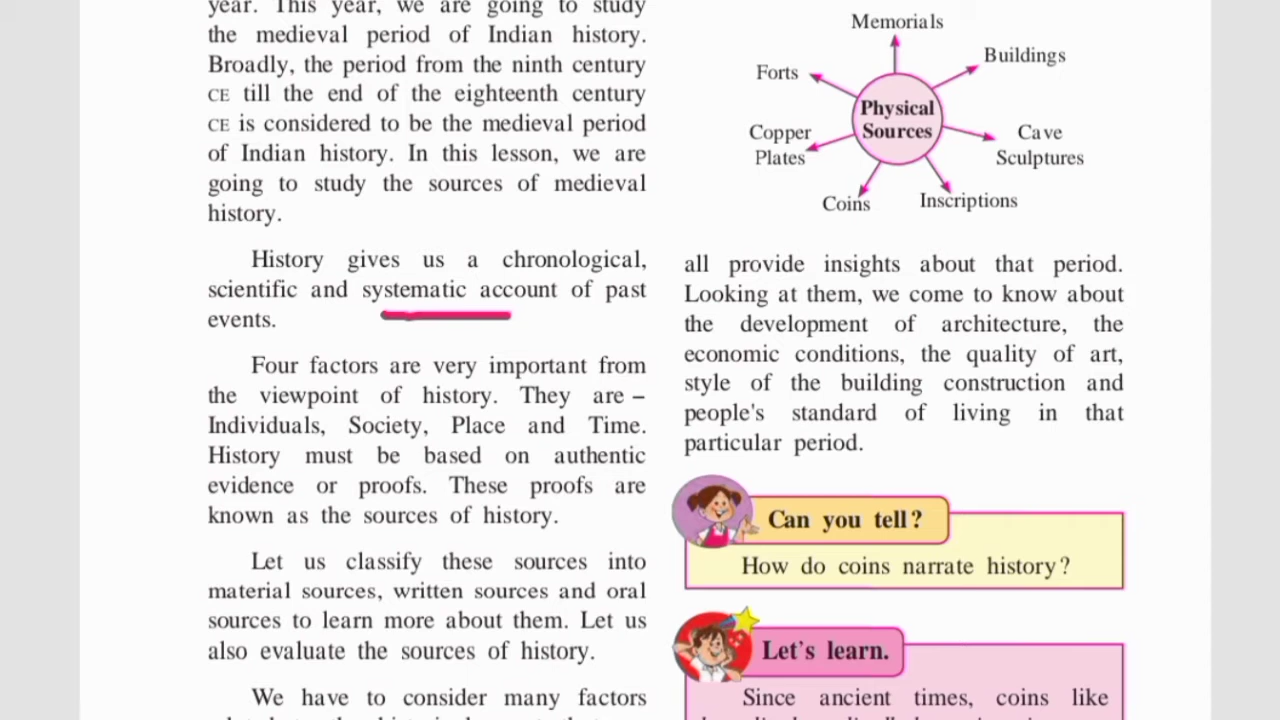 year. This year, we are going to study
the medieval period of Indian history.
Broadly, the period from the ninth century
CE till the end of the eighteenth century
CE is considered to be the medieval period
of Indian history. In this lesson, we are
going to study the sources of medieval
history.
History gives us a chronological,
scientific and systematic account of past
events.
Four factors are very important from
the viewpoint of history. They are –
Individuals, Society, Place and Time.
History must be based on authentic
evidence or proofs. These proofs are
known as the sources of history.
Let us classify these sources into
material sources, written sources and oral
sources to learn more about them. Let us
also evaluate the sources of history.
We have to consider many factors
Memorials
Buildings
Forts
Physical
Sources
Copper
Plates
Cave
Sculptures
Coins
Inscriptions
all provide insights about that period.
Looking at them, we come to know about
the development of architecture, the
economic conditions, the quality of art,
style of the building construction and
people's standard of living in that
particular period.
Can you tell?
How do coins narrate history?
Let's learn.
Since ancient times, coins like